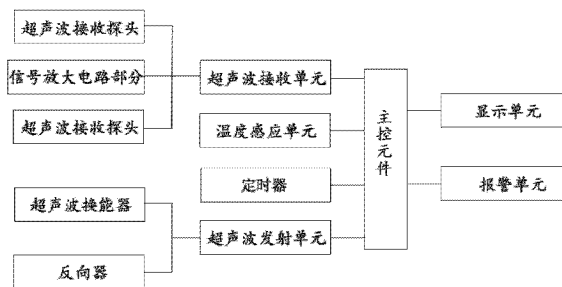 超声波接收探头
信号放大电路部分
超声波接收探头
超声波换能器
反向器
超声波接收单元
温度感应单元
定时器
超声波发射单元
主控元件
显示单元
报警单元